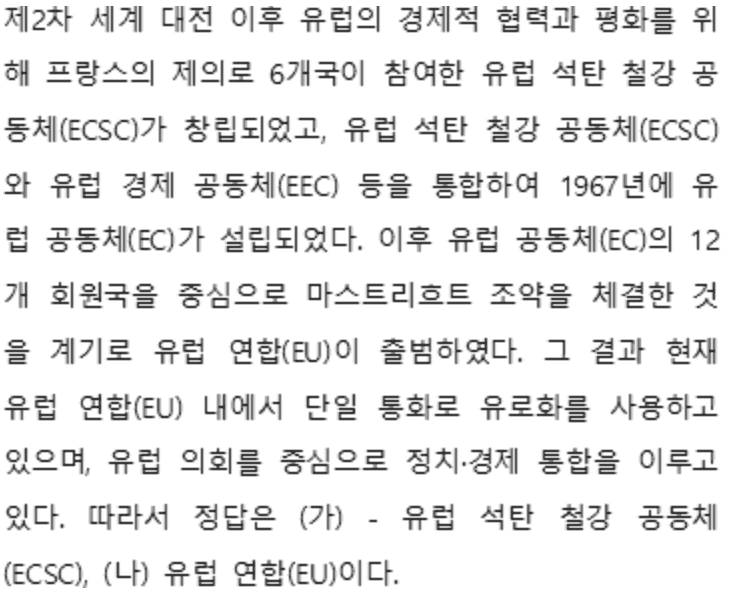 제2차 세계 대전 이후 유럽의 경제적 협력과 평화를 위
해 프랑스의 제의로 6개국이 참여한 유럽 석탄 철강 공
동체(ECSC)가 창립되었고, 유럽 석탄 철강 공동체(ECSC)
와 유럽 경제 공동체(EEC) 등을 통합하여 1967년에 유
럽 공동체(EC)가 설립되었다. 이후 유럽 공동체(EC)의 12
개 회원국을 중심으로 마스트리흐트 조약을 체결한 것
을 계기로 유럽 연합(EU)이 출범하였다. 그 결과 현재
유럽 연합(EU) 내에서 단일 통화로 유로화를 사용하고
있으며, 유럽 의회를 중심으로 정치·경제 통합을 이루고
있다. 따라서 정답은 (가) - 유럽 석탄 철강 공동체
(ECSC), (나) 유럽 연합(EU)이다.